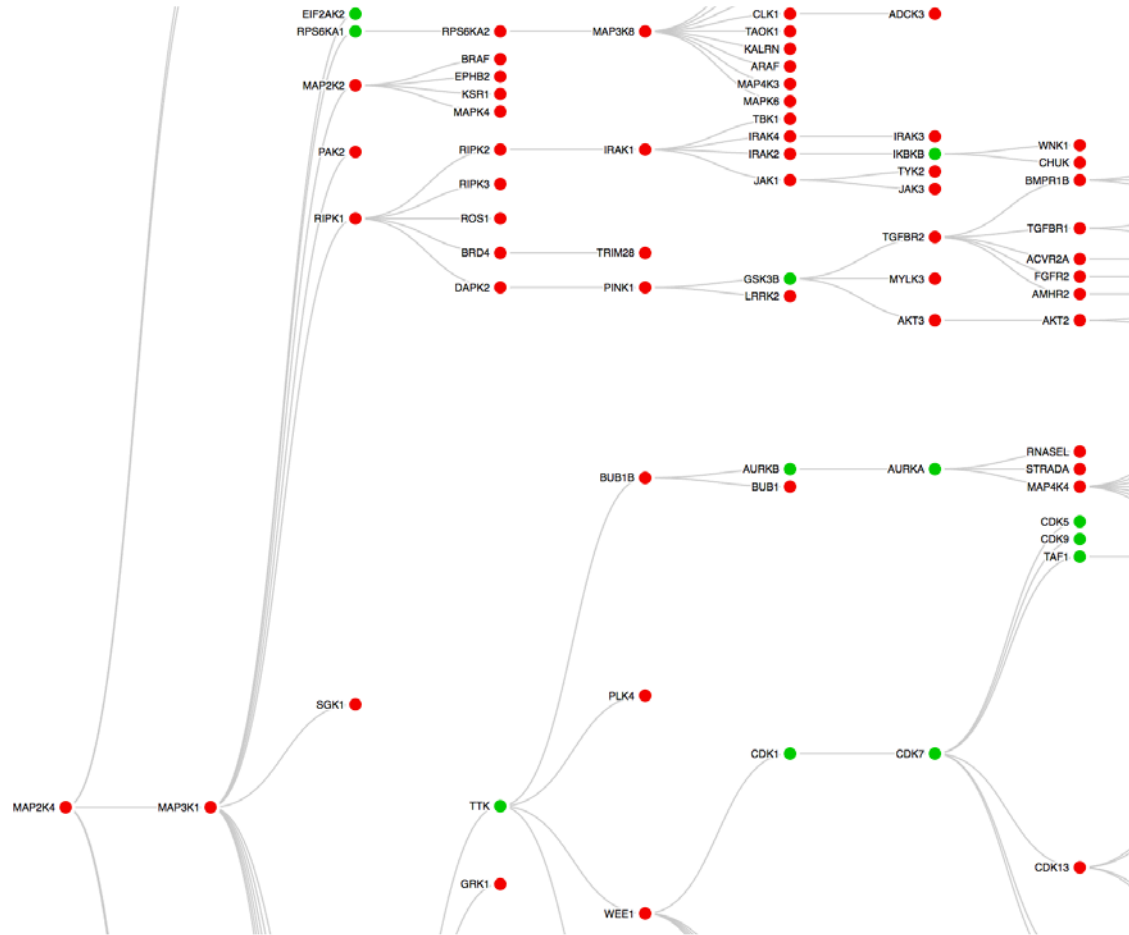 EIF2AK2
CLK1
ADCK3
RPS6KA1
RPS6KA2
MAP3K8
TAOK1
KALRN
BRAF
ARAF
EPHB2
MAP2K2
MAP4K3
KSR1
MAPK6
MAPK4
TBK1
IRAK4
IRAK3
WNK1
PAK2
RIPK2
IRAK1
IRAK2
IKBKB
CHUK
TYK2
JAK1
BMPR1B
RIPK3
JAK3
RIPK1
ROS1
TGFBR1
TGFBR2
BRD4
TRIM28
ACVR2A
GSK3B
MYLK3
FGFR2
DAPK2
PINK1
LRRK2
AMHR2
AKT3
AKT2
RNASEL
AURKB
AURKA
STRADA
BUB1B
BUB1
MAP4K4
CDK5
CDK9
TAF1
PLK4
SGK1
CDK1
CDK7
MAP2K4
MAP3K1
TTK
CDK13
GRK1
WEE1